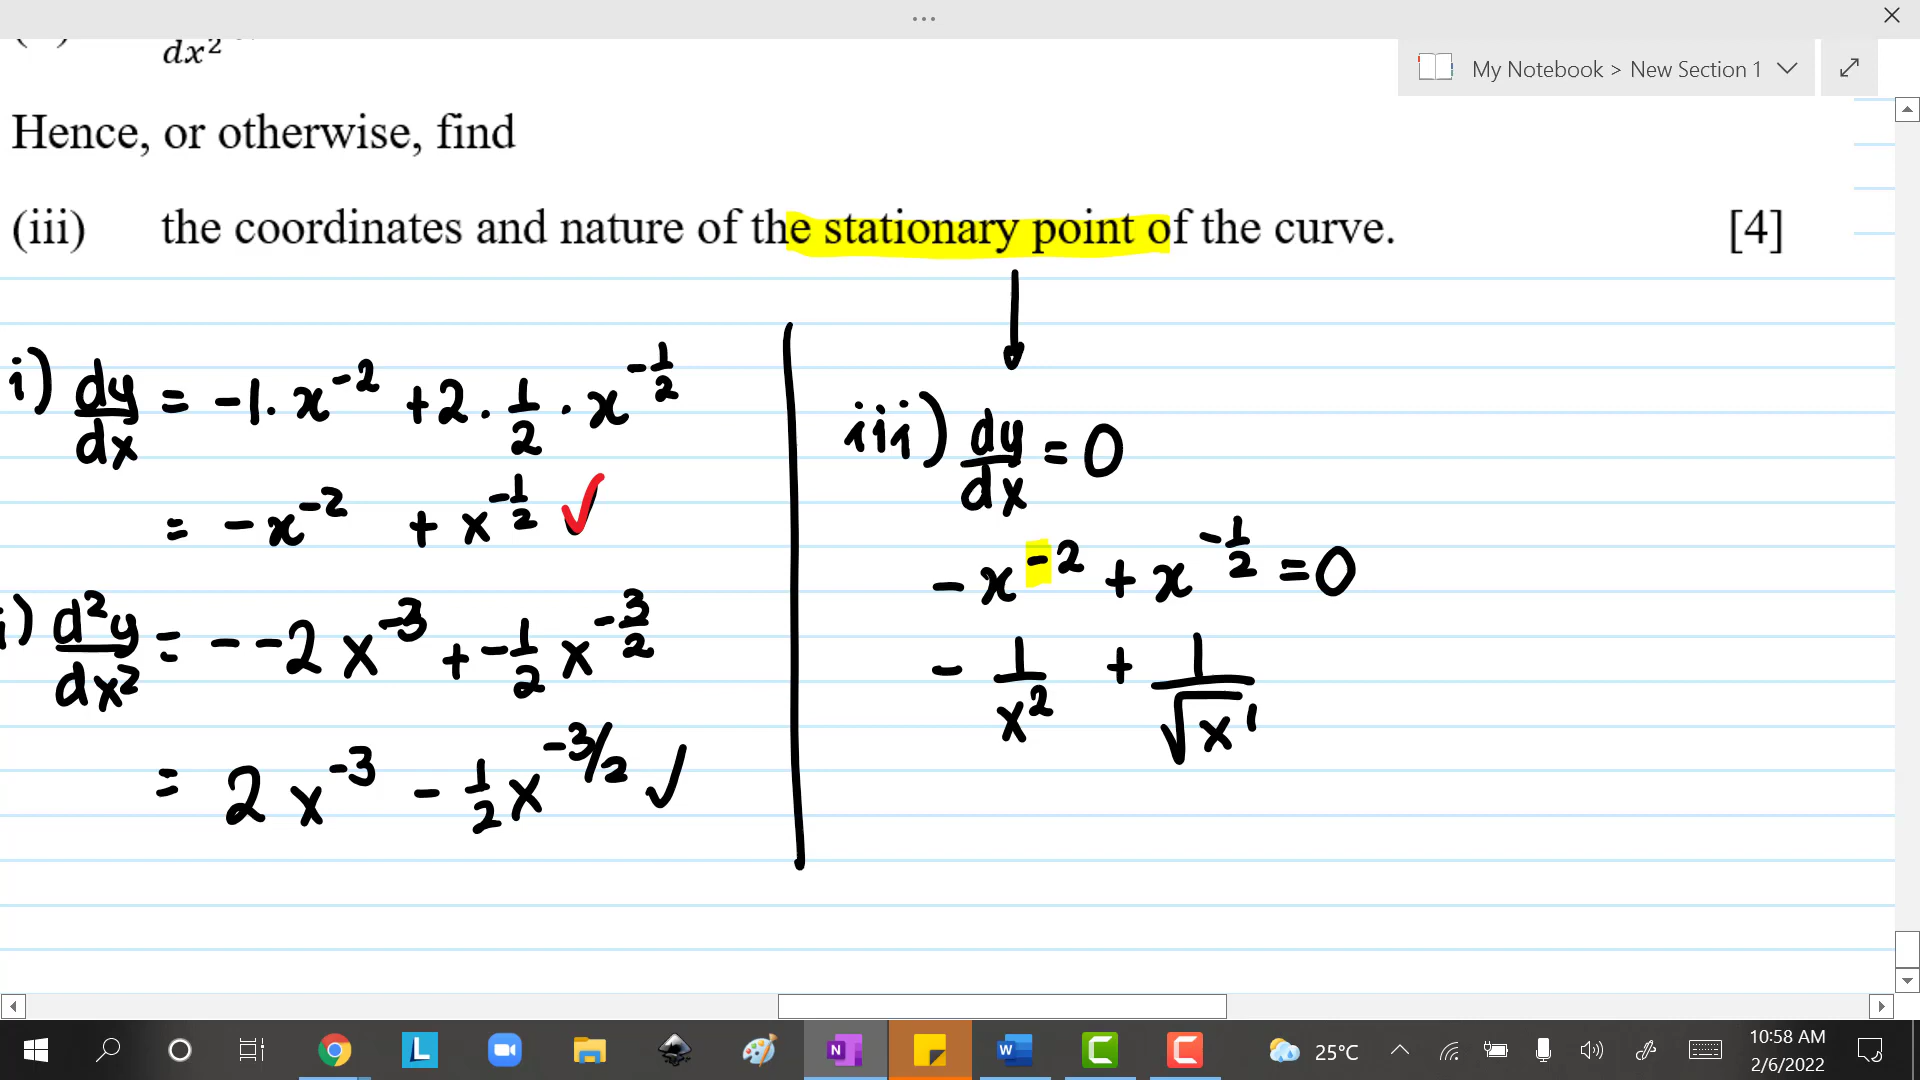 ...
My Notebook > New Section 1
dx²
Hence, or otherwise, find
(iii) the coordinates and nature of the stationary point of the curve. [4]
i) dy/dx = -1. x^-2 + 2 . 1/2 . x^-1/2
= - x^-2 + x^-1/2 ✓
i) d²y/dx² = - -2 x^-3 + - 1/2 x^-3/2
= 2 x^-3 - 1/2 x^-3/2 ✓
iii) dy/dx = 0
- x^-2 + x^-1/2 = 0
- 1/x² + 1/√x
25°C
10:58 AM
2/6/2022